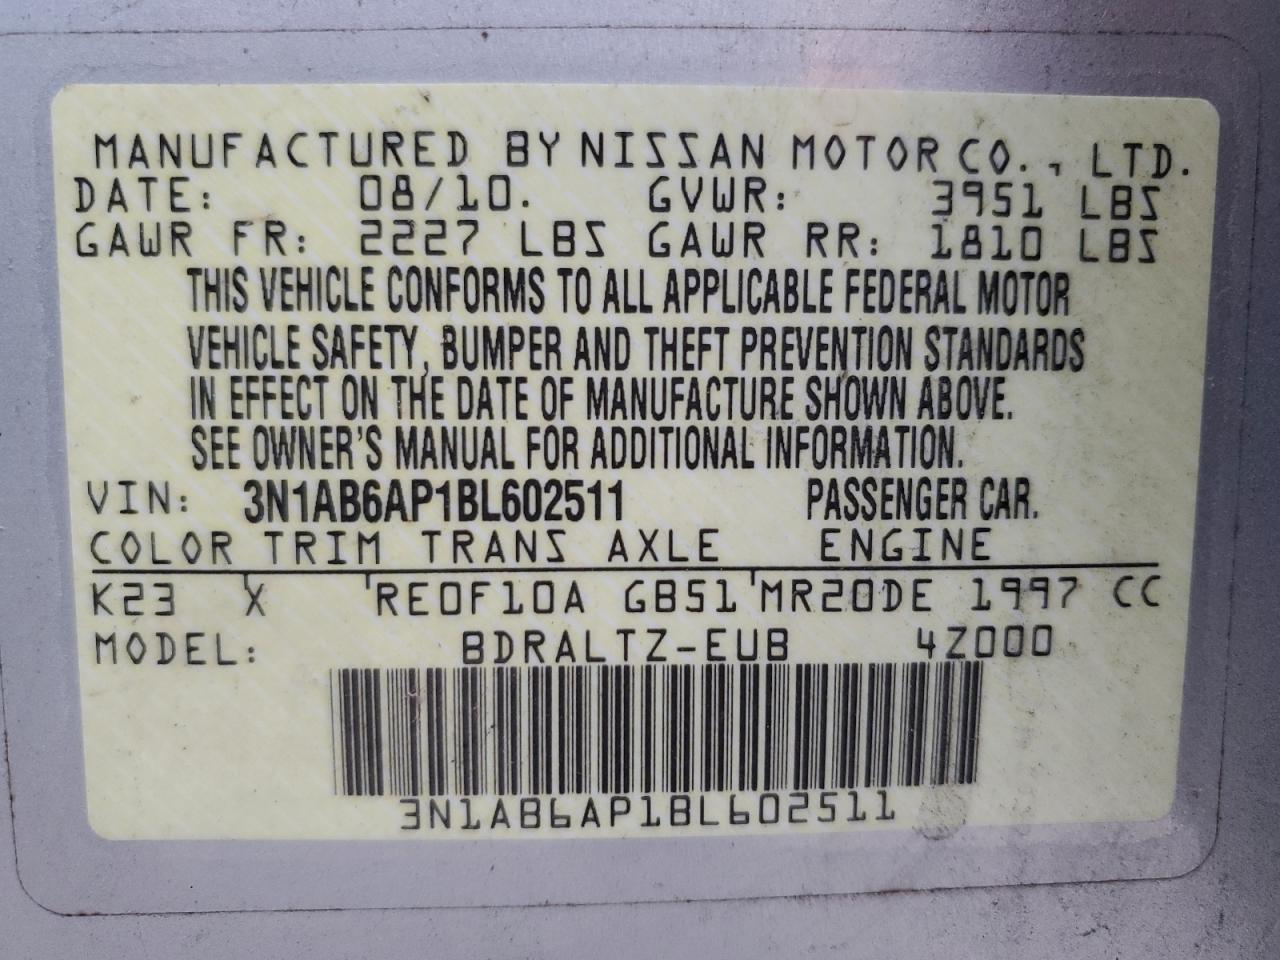 MANUFACTURED BY NISSAN MOTOR CO., LTD.
DATE: 08/10. GVWR: 3951 LBS
GAWR FR: 2227 LBS GAWR RR: 1810 LBS
THIS VEHICLE CONFORMS TO ALL APPLICABLE FEDERAL MOTOR
VEHICLE SAFETY, BUMPER AND THEFT PREVENTION STANDARDS
IN EFFECT ON THE DATE OF MANUFACTURE SHOWN ABOVE.
SEE OWNER'S MANUAL FOR ADDITIONAL INFORMATION.
VIN: 3N1AB6AP1BL602511 PASSENGER CAR.
COLOR TRIM TRANS AXLE ENGINE
K23 X RE0F10A GB51 MR20DE 1997 CC
MODEL: BDRALTZ-EUB 4Z000
3N1AB6AP1BL602511